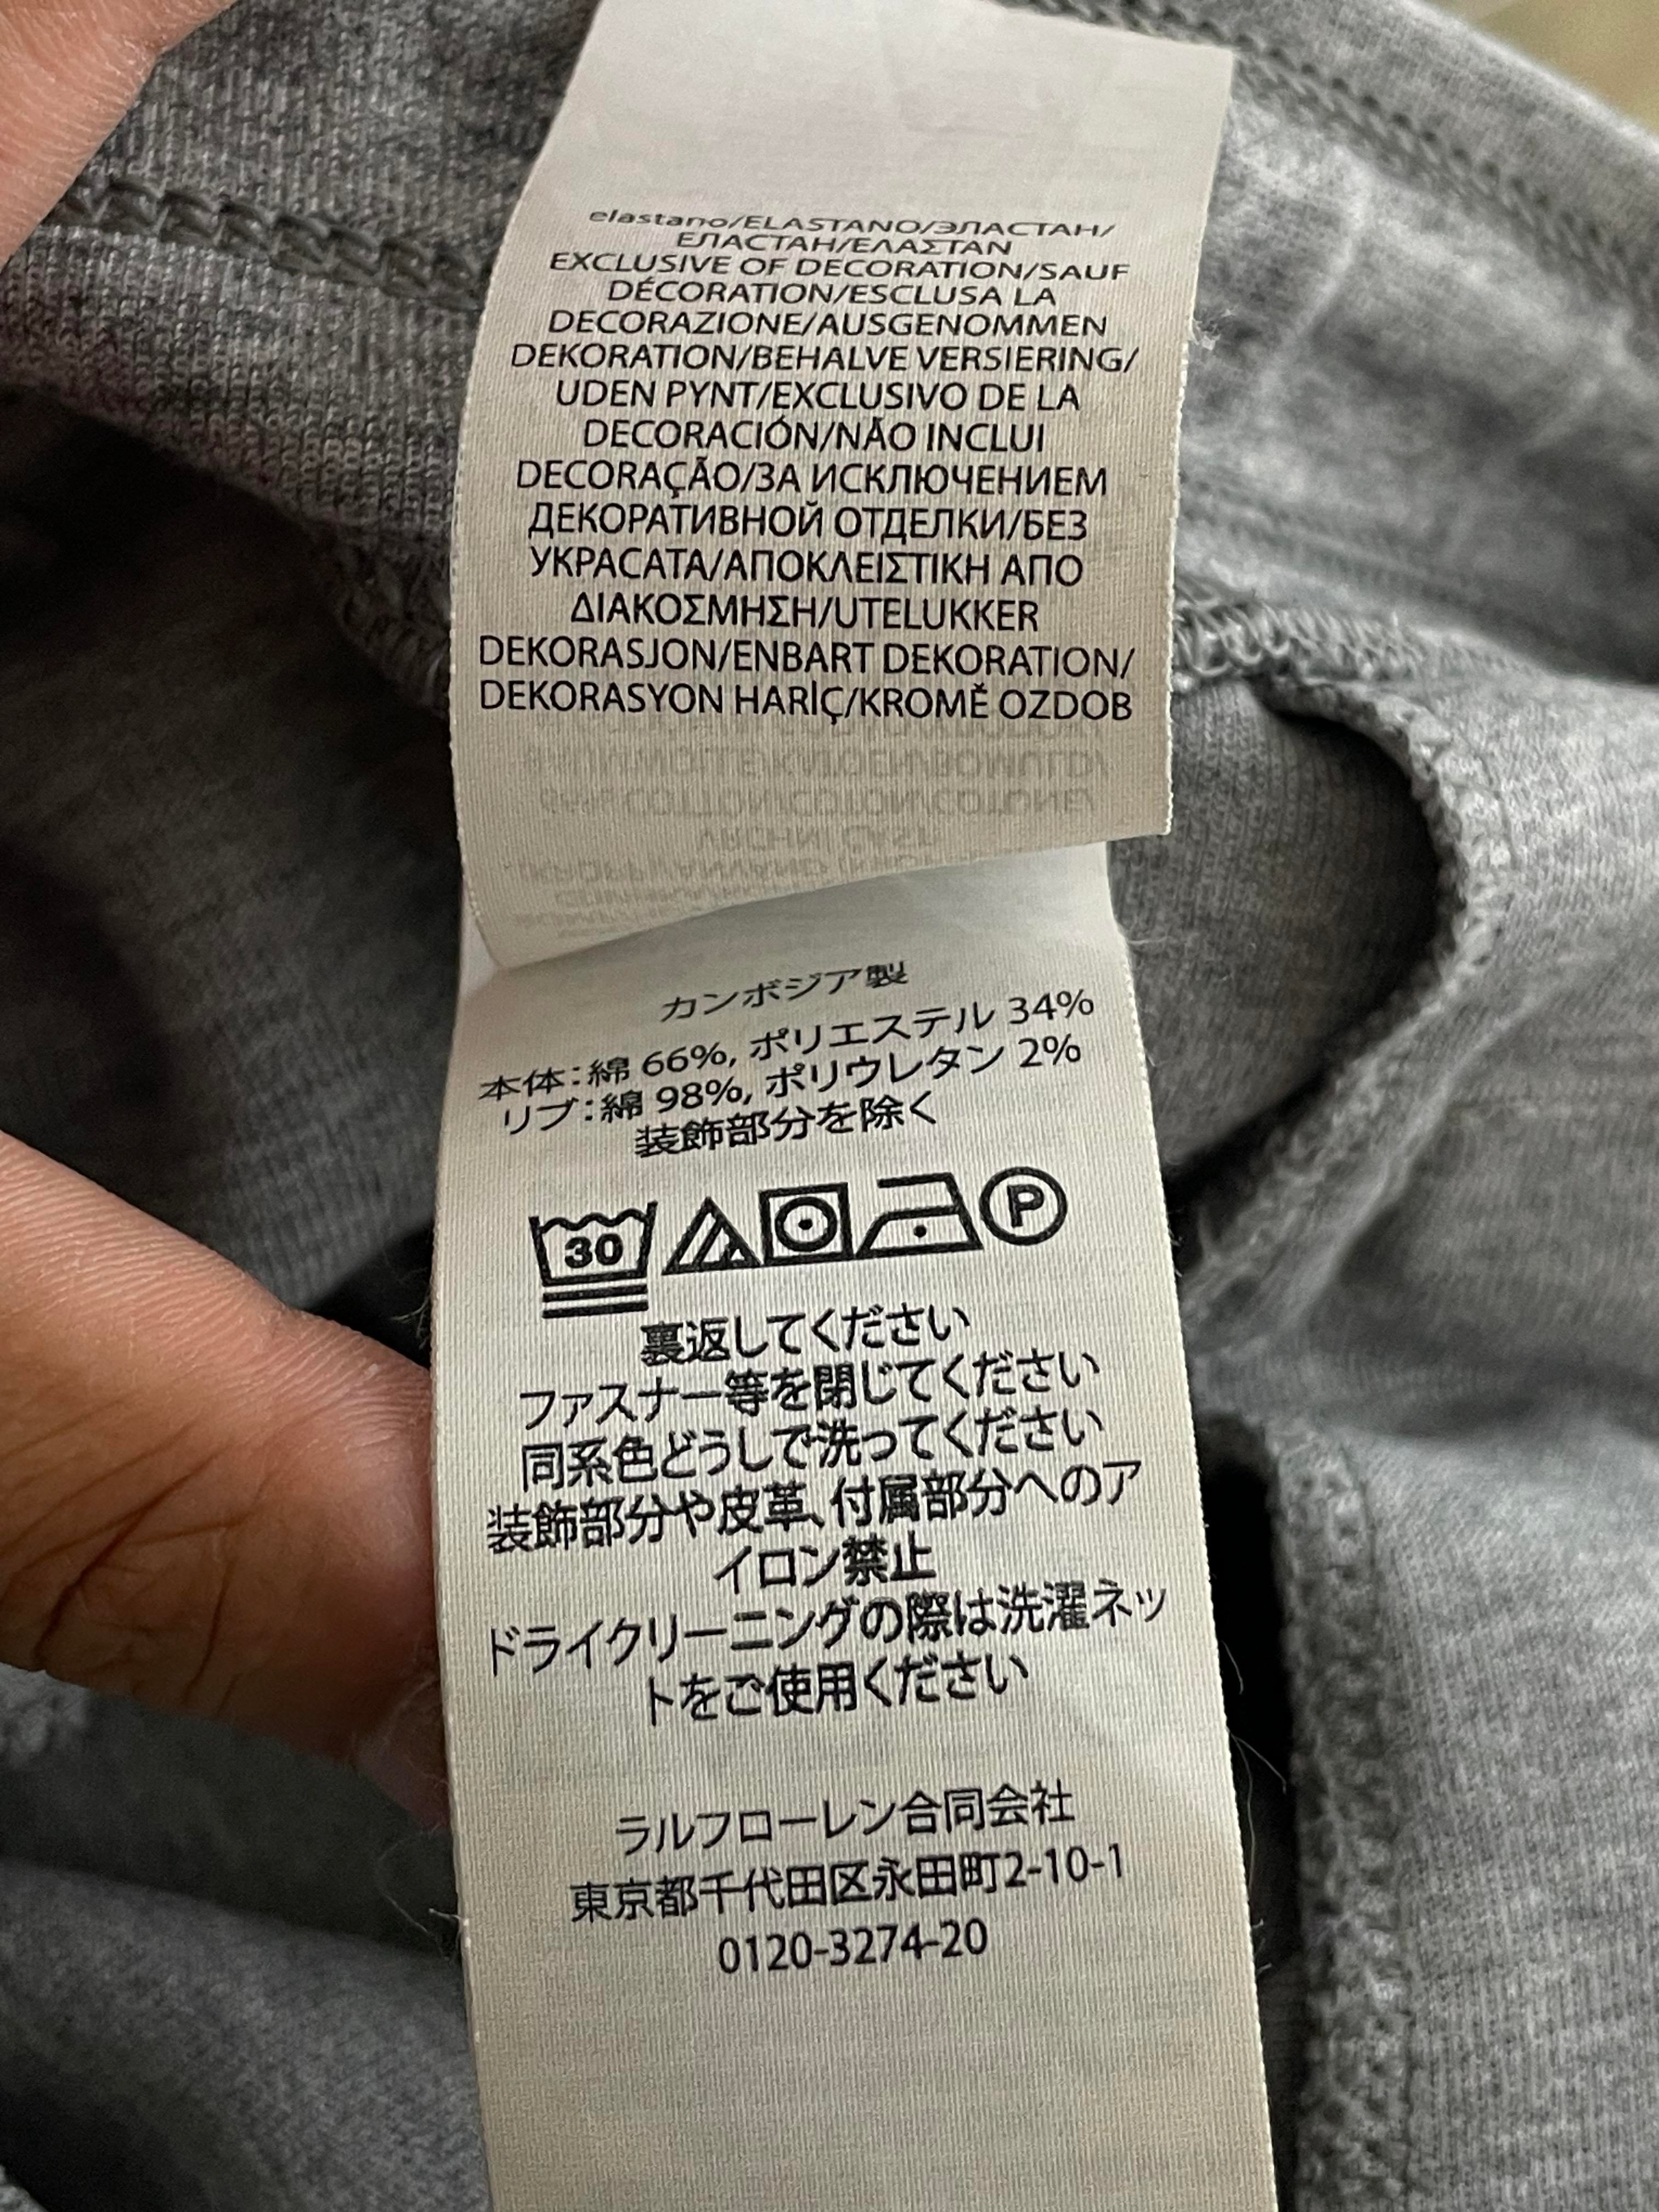 elastano/ELASTANO/ЭЛАСТАН/
ЕЛАСТАН/ΕΛΑΣΤΑΝ
EXCLUSIVE OF DECORATION/SAUF
DÉCORATION/ESCLUSA LA
DECORAZIONE/AUSGENOMMEN
DEKORATION/BEHALVE VERSIERING/
UDEN PYNT/EXCLUSIVO DE LA
DECORACIÓN/NÃO INCLUI
DECORAÇÃO/ЗА ИСКЛЮЧЕНИЕМ
ДЕКОРАТИВНОЙ ОТДЕЛКИ/БЕЗ
УКРАСАТА/ΑΠΟΚΛΕΙΣΤΙΚΗ ΑΠΟ
ΔΙΑΚΟΣΜΗΣΗ/UTELUKKER
DEKORASJON/ENBART DEKORATION/
DEKORASYON HARİÇ/KROMĚ OZDOB
カンボジア製
本体:綿 66%, ポリエステル 34%
リブ:綿 98%, ポリウレタン 2%
装飾部分を除く
30 P
裏返してください
ファスナー等を閉じてください
同系色どうしで洗ってください
装飾部分や皮革、付属部分へのア
イロン禁止
ドライクリーニングの際は洗濯ネッ
トをご使用ください
ラルフローレン合同会社
東京都千代田区永田町2-10-1
0120-3274-20